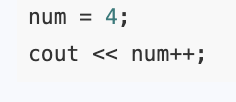 num = 4;
cout << num++;